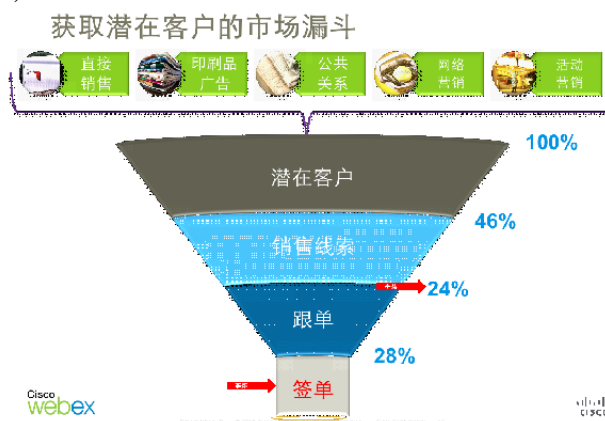 获取潜在客户的市场漏斗
直接
销售
印刷品
广告
公共
关系
网络
营销
活动
营销
100%
潜在客户
46%
销售线索
24%
跟单
28%
签单
Cisco
webex
CISCO